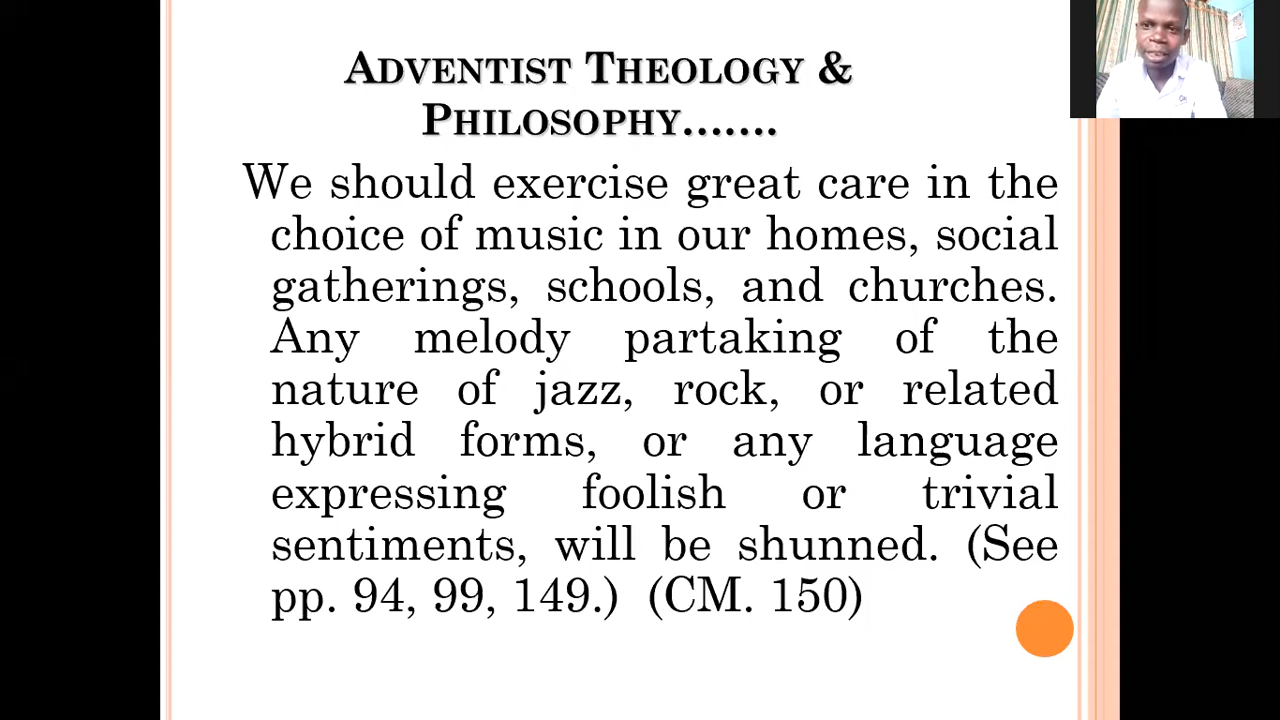 ADVENTIST THEOLOGY &
PHILOSOPHY.......
We should exercise great care in the
choice of music in our homes, social
gatherings, schools, and churches.
Any melody partaking of the
nature of jazz, rock, or related
hybrid forms, or any language
expressing foolish or trivial
sentiments, will be shunned. (See
pp. 94, 99, 149.) (CM. 150)